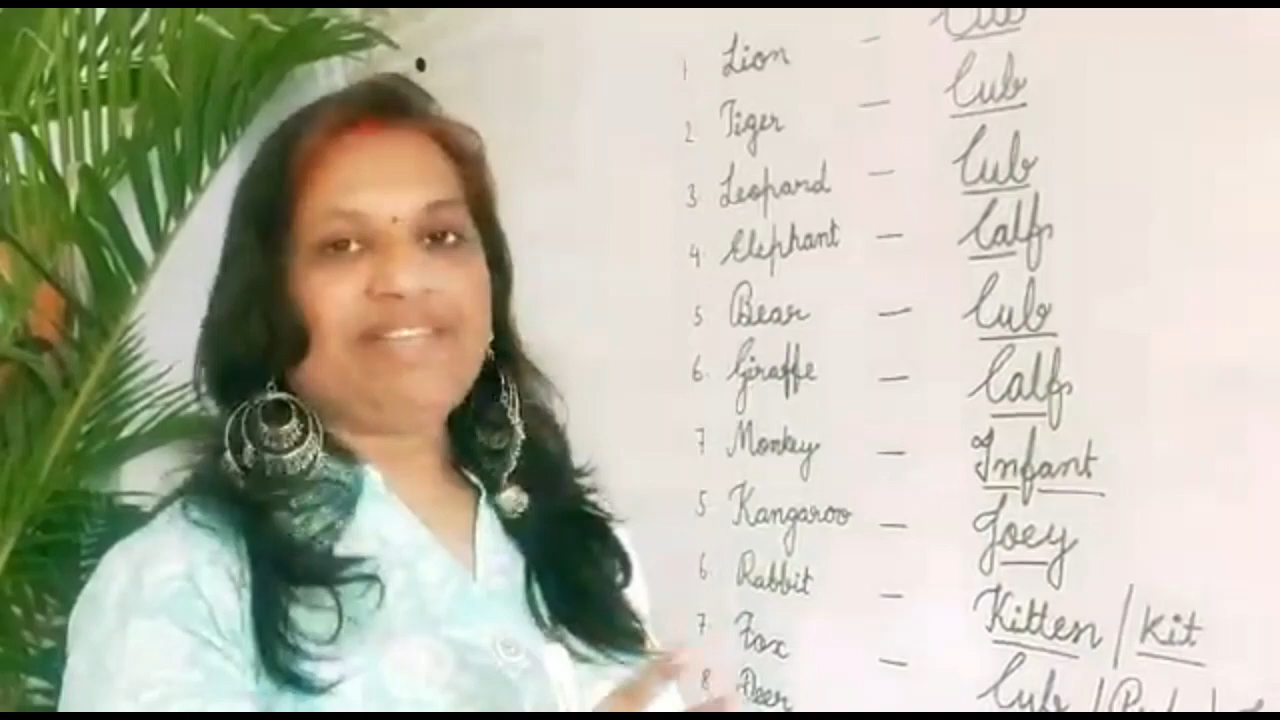 1 Lion - Cub
2 Tiger - Cub
3 Leopard - Cub
4 Elephant - Calf
5 Bear - Cub
6. Giraffe - Calf
7 Monkey - Infant
5 Kangaroo - Joey
6 Rabbit - Kitten / Kit
7 Fox - Cub /
8 Deer